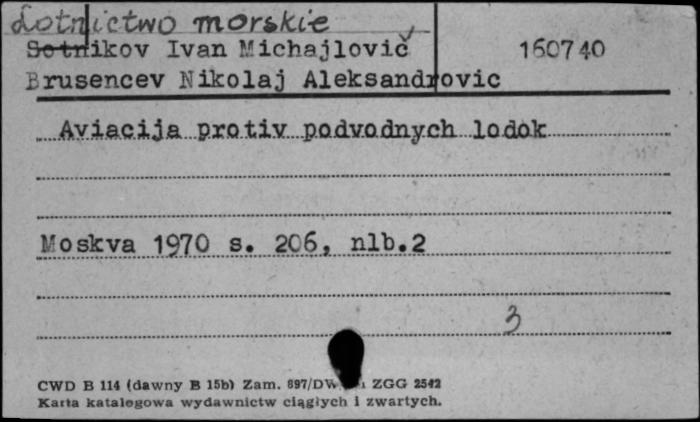 Lotnictwo morskie
Sotnikov Ivan Michajlovič 160740
Brusencev Nikolaj Aleksandrovic
Aviacija protiv podvodnych lodok
Moskva 1970 s. 206, nlb.2
3
CWD B 114 (dawny B 15b) Zam. 697/DW ZGG 2542
Karta katalogowa wydawnictw ciągłych i zwartych.